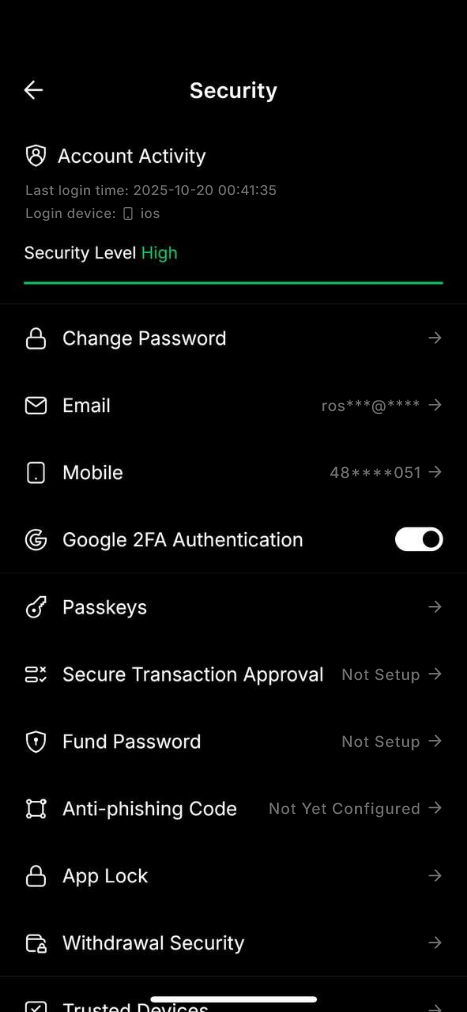 Security
Account Activity
Last login time: 2025-10-20 00:41:35
Login device: ios
Security Level High
Change Password
Email ros***@****
Mobile 48****051
Google 2FA Authentication
Passkeys
Secure Transaction Approval Not Setup
Fund Password Not Setup
Anti-phishing Code Not Yet Configured
App Lock
Withdrawal Security
Trusted Devices